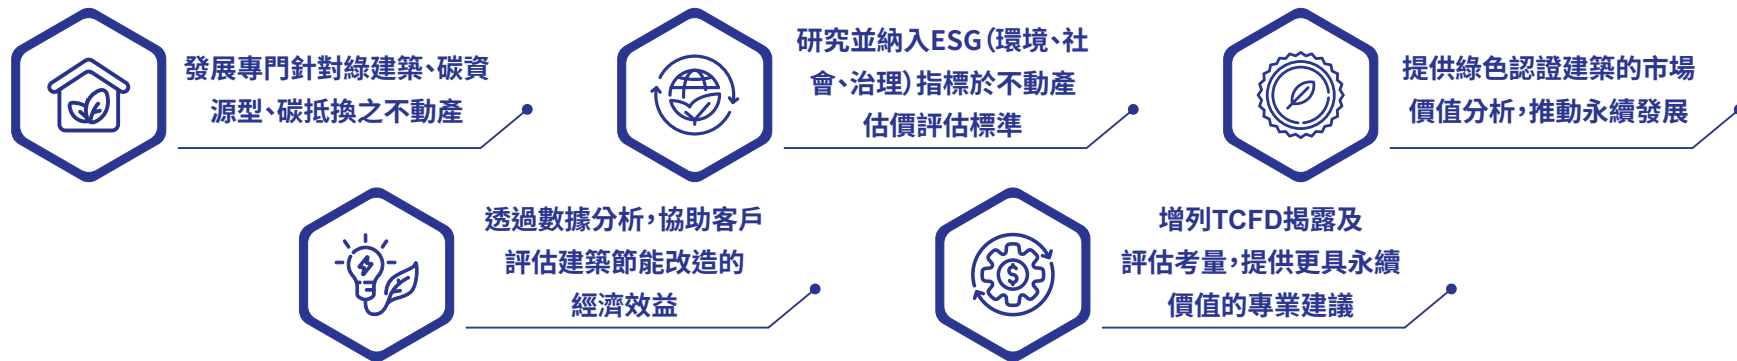 發展專門針對綠建築、碳資
源型、碳抵換之不動產
研究並納入ESG(環境、社
會、治理)指標於不動產
估價評估標準
提供綠色認證建築的市場
價值分析,推動永續發展
透過數據分析,協助客戶
評估建築節能改造的
經濟效益
增列TCFD揭露及
評估考量,提供更具永續
價值的專業建議